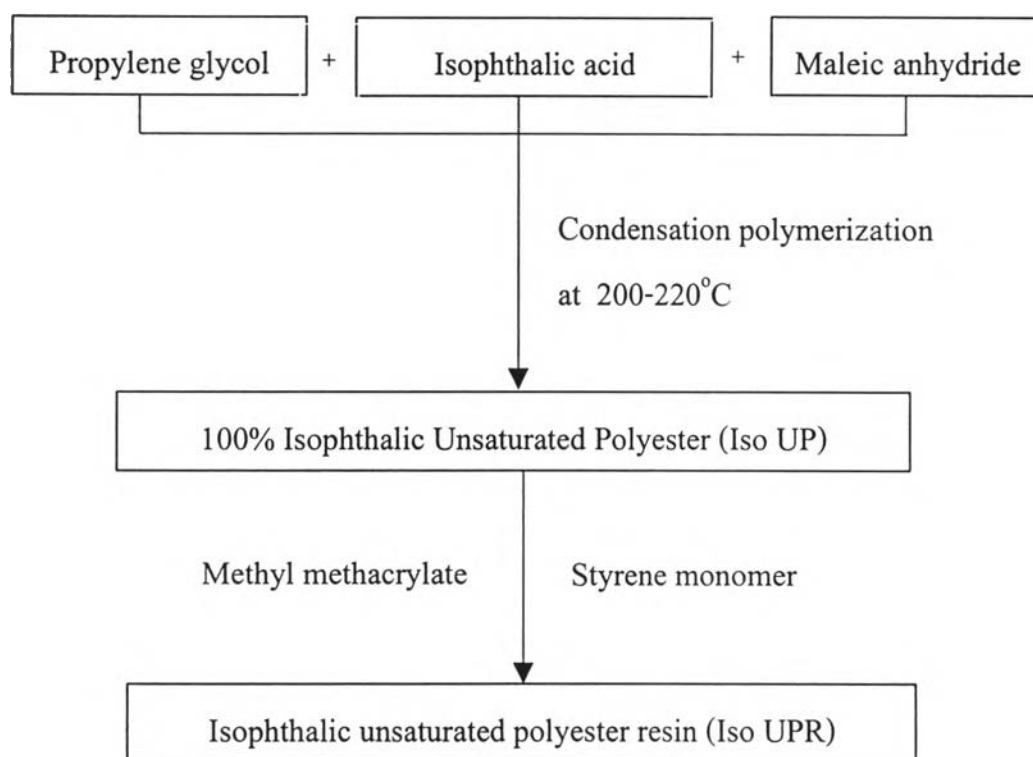 Propylene glycol + Isophthalic acid + Maleic anhydride
Condensation polymerization
at 200-220°C
100% Isophthalic Unsaturated Polyester (Iso UP)
Methyl methacrylate Styrene monomer
Isophthalic unsaturated polyester resin (Iso UPR)